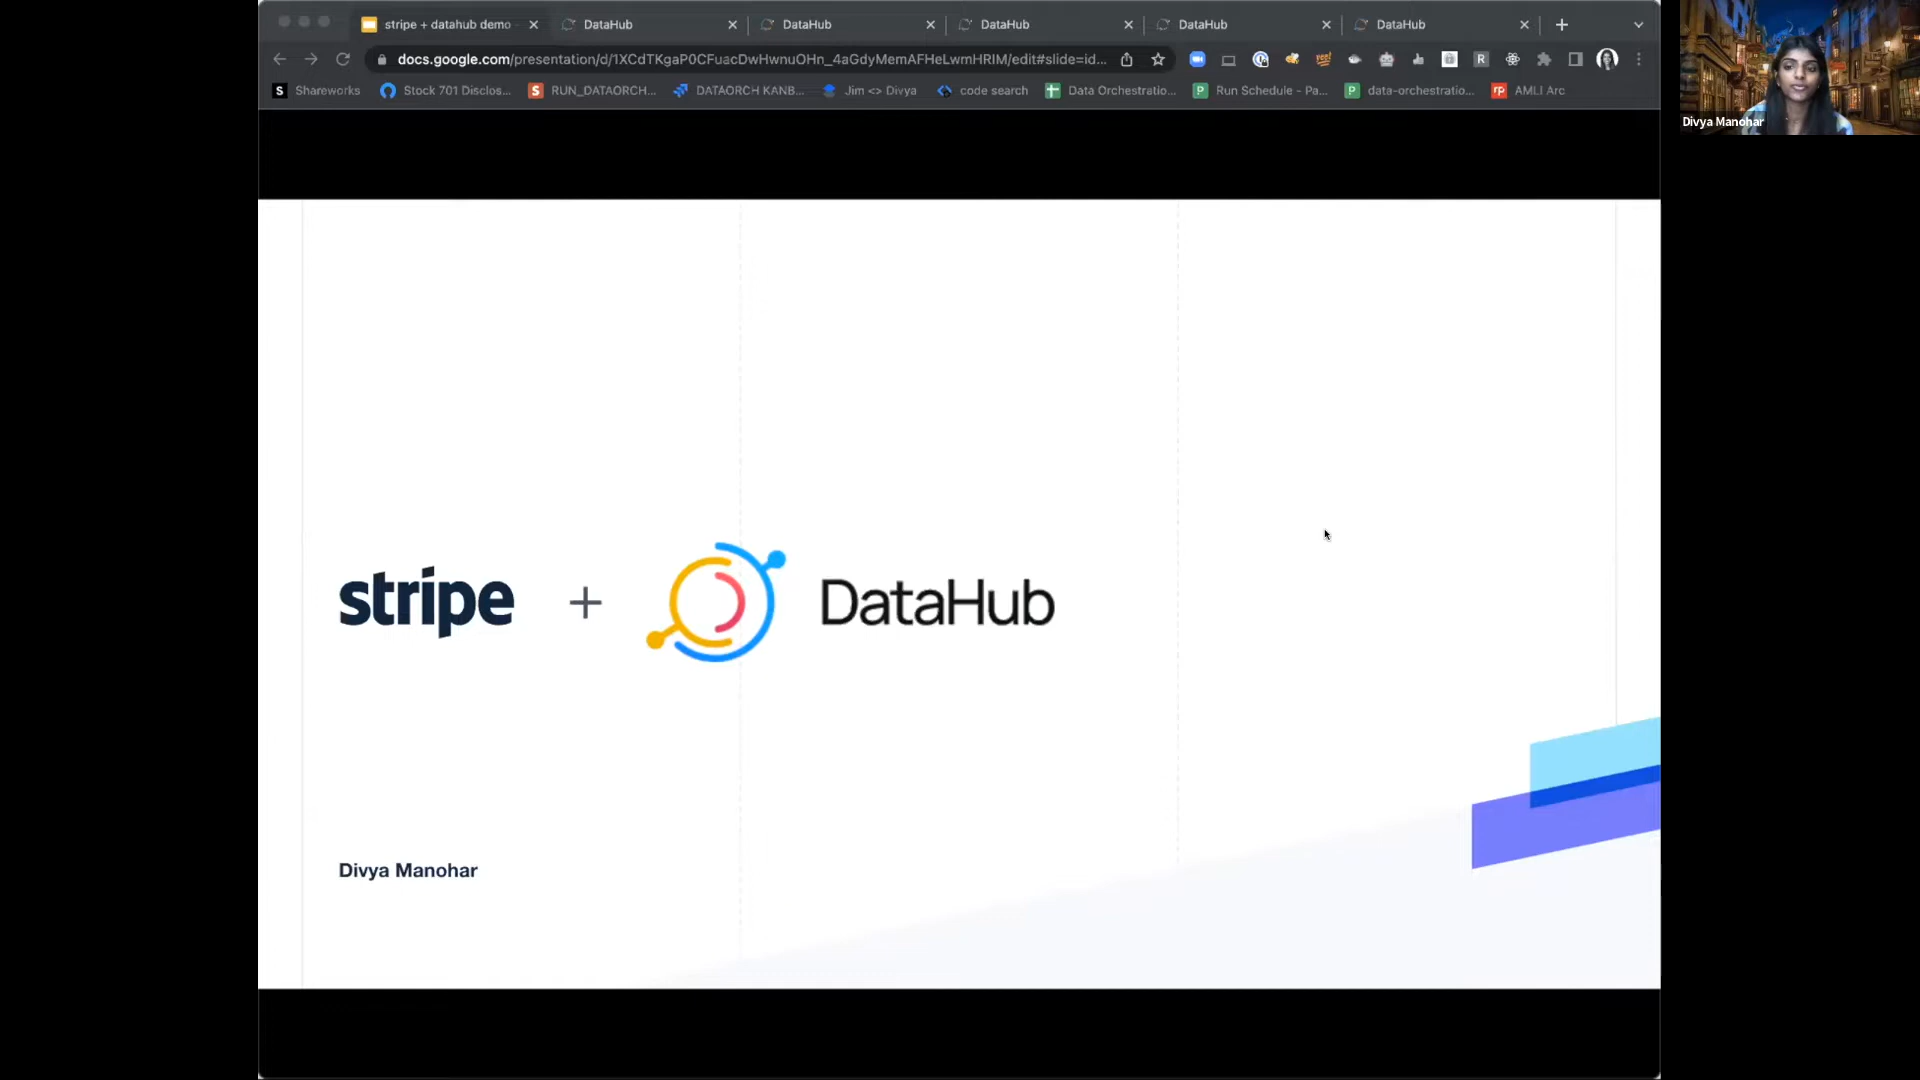 stripe + datahub demo
DataHub
DataHub
DataHub
DataHub
DataHub
docs.google.com/presentation/d/1XCdTKgaP0CFuacDwHwnuOHn_4aGdyMemAFHeLwmHRIM/edit#slide=id...
Shareworks
Stock 701 Disclos...
RUN_DATAORCH...
DATAORCH KANB...
Jim <> Divya
code search
Data Orchestratio...
Run Schedule - Pa...
data-orchestratio...
AMLI Arc
Divya Manohar
stripe + DataHub
Divya Manohar